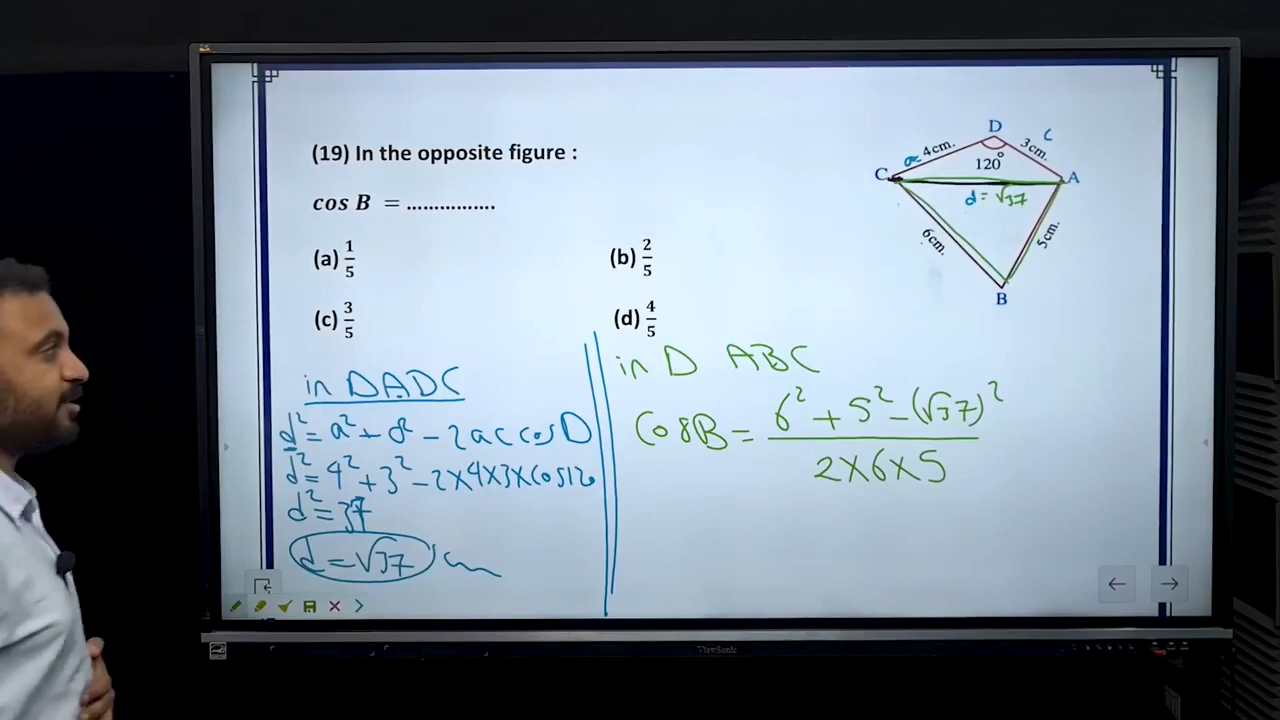 (19) In the opposite figure :
cos B = ................
(a) 1/5
(b) 2/5
(c) 3/5
(d) 4/5
D
c
a 4cm.
3cm.
120°
C
A
d = √37
6cm.
5cm.
B
in D ADC
d² = a² + c² - 2ac cos D
d² = 4² + 3² - 2×4×3×cos120
d² = 37
d = √37 cm
in D ABC
Cos B = (6² + 5² - (√37)²) / (2×6×5)
ViewSonic